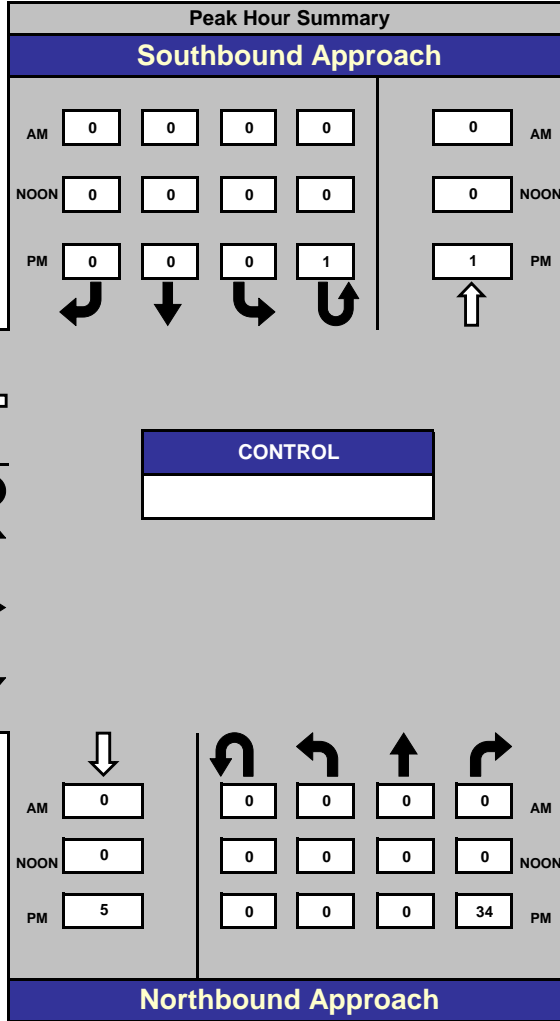 Peak Hour Summary
Southbound Approach
AM 0 0 0 0 0 AM
NOON 0 0 0 0 0 NOON
PM 0 0 0 1 1 PM
CONTROL
AM 0 0 0 0 0 AM
NOON 0 0 0 0 0 NOON
PM 5 0 0 0 34 PM
Northbound Approach